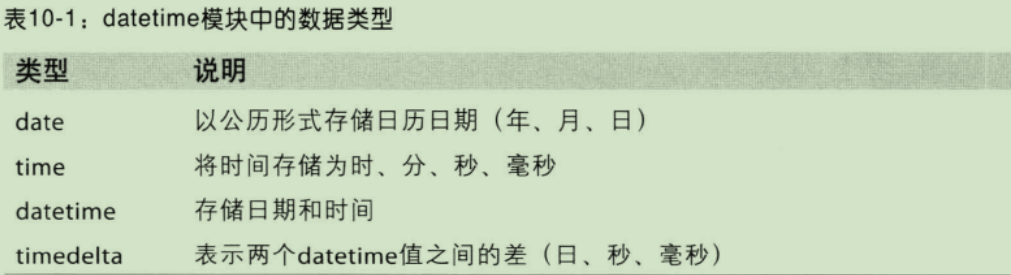 表10-1：datetime模块中的数据类型
类型 说明
date 以公历形式存储日历日期（年、月、日）
time 将时间存储为时、分、秒、毫秒
datetime 存储日期和时间
timedelta 表示两个datetime值之间的差（日、秒、毫秒）